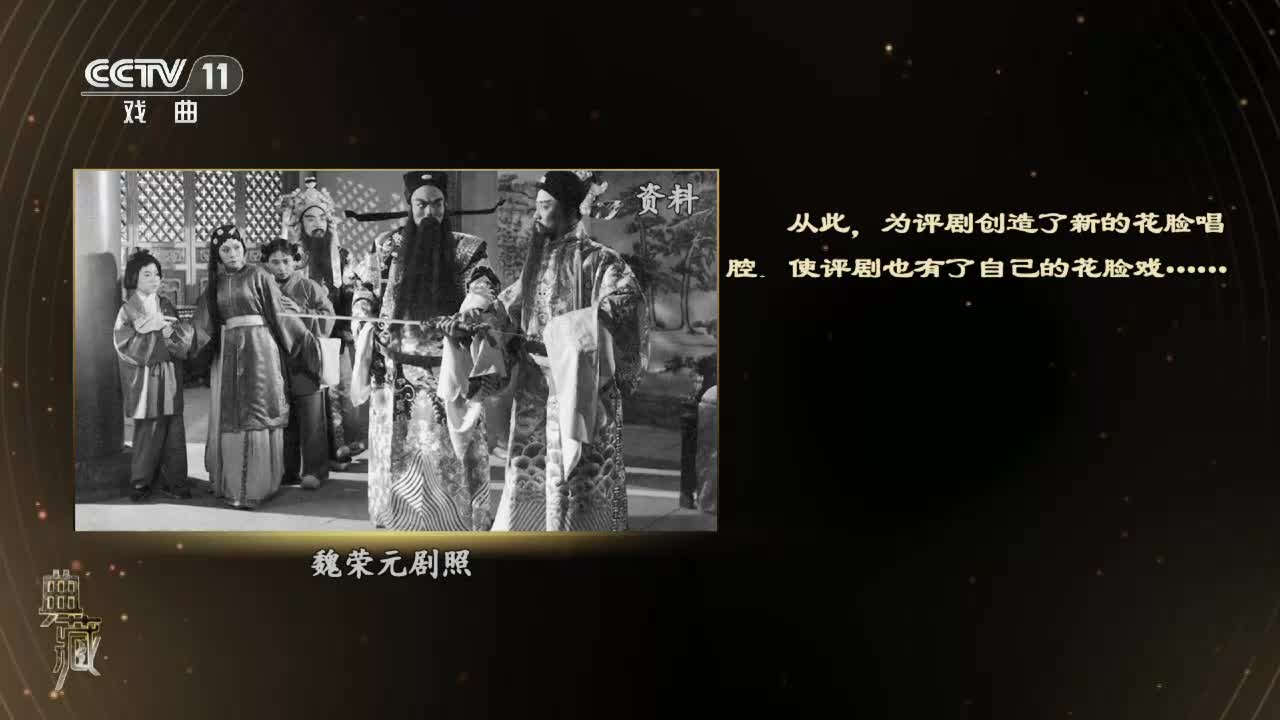 CCTV 11
戏曲
资料
从此，为评剧创造了新的花脸唱
腔. 使评剧也有了自己的花脸戏……
魏荣元剧照
典藏